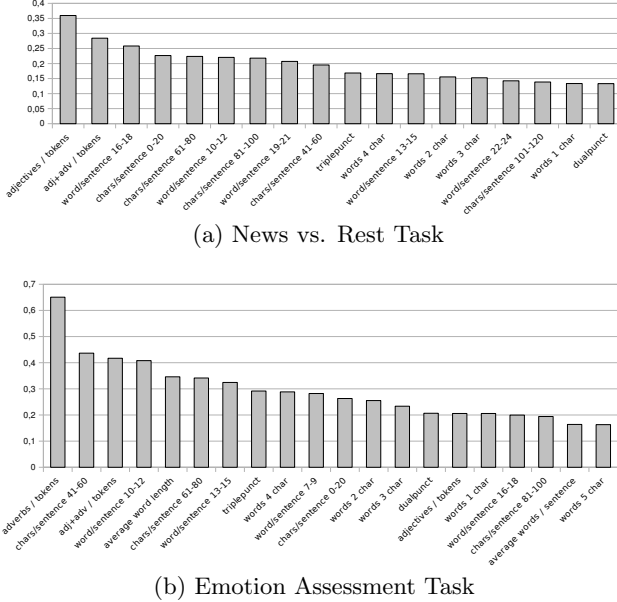 0,4
0,35
0,3
0,25
0,2
0,15
0,1
0,05
0
adjectives / tokens
adj+adv / tokens
word/sentence 16-18
chars/sentence 0-20
chars/sentence 61-80
word/sentence 10-12
chars/sentence 81-100
word/sentence 19-21
chars/sentence 41-60
triplepunct
words 4 char
word/sentence 13-15
words 2 char
words 3 char
word/sentence 22-24
chars/sentence 101-120
words 1 char
dualpunct
(a) News vs. Rest Task
0,7
0,6
0,5
0,4
0,3
0,2
0,1
0
adverbs / tokens
chars/sentence 41-60
adj+adv / tokens
word/sentence 10-12
average word length
chars/sentence 61-80
word/sentence 13-15
triplepunct
words 4 char
word/sentence 7-9
chars/sentence 0-20
words 2 char
words 3 char
dualpunct
adjectives / tokens
words 1 char
word/sentence 16-18
chars/sentence 81-100
average words / sentence
words 5 char
(b) Emotion Assessment Task